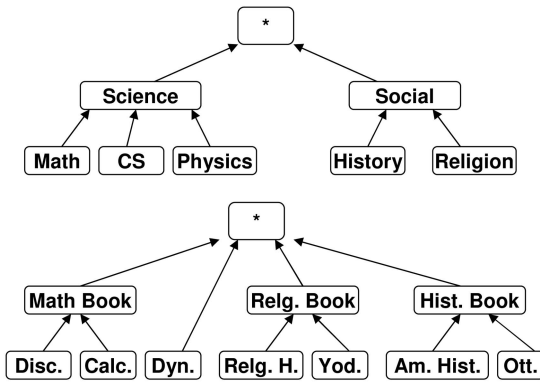 *
Science Social
Math CS Physics History Religion
*
Math Book Relg. Book Hist. Book
Disc. Calc. Dyn. Relg. H. Yod. Am. Hist. Ott.